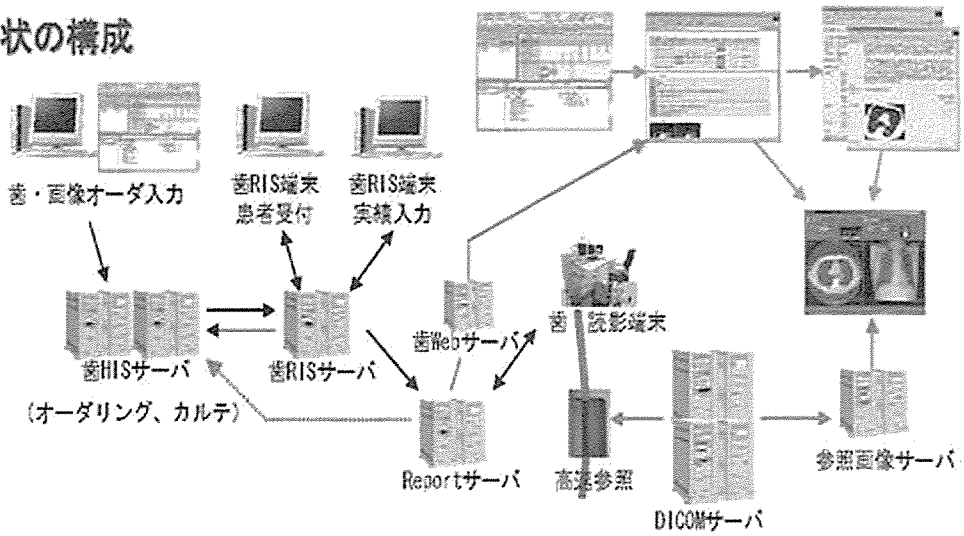 状の構成
歯・画像オーダ入力
歯RIS端末
患者受付
歯RIS端末
実績入力
歯HISサーバ
(オーダリング、カルテ)
歯RISサーバ
歯Webサーバ
歯 読影端末
Reportサーバ
高速参照
DICOMサーバ
参照画像サーバ